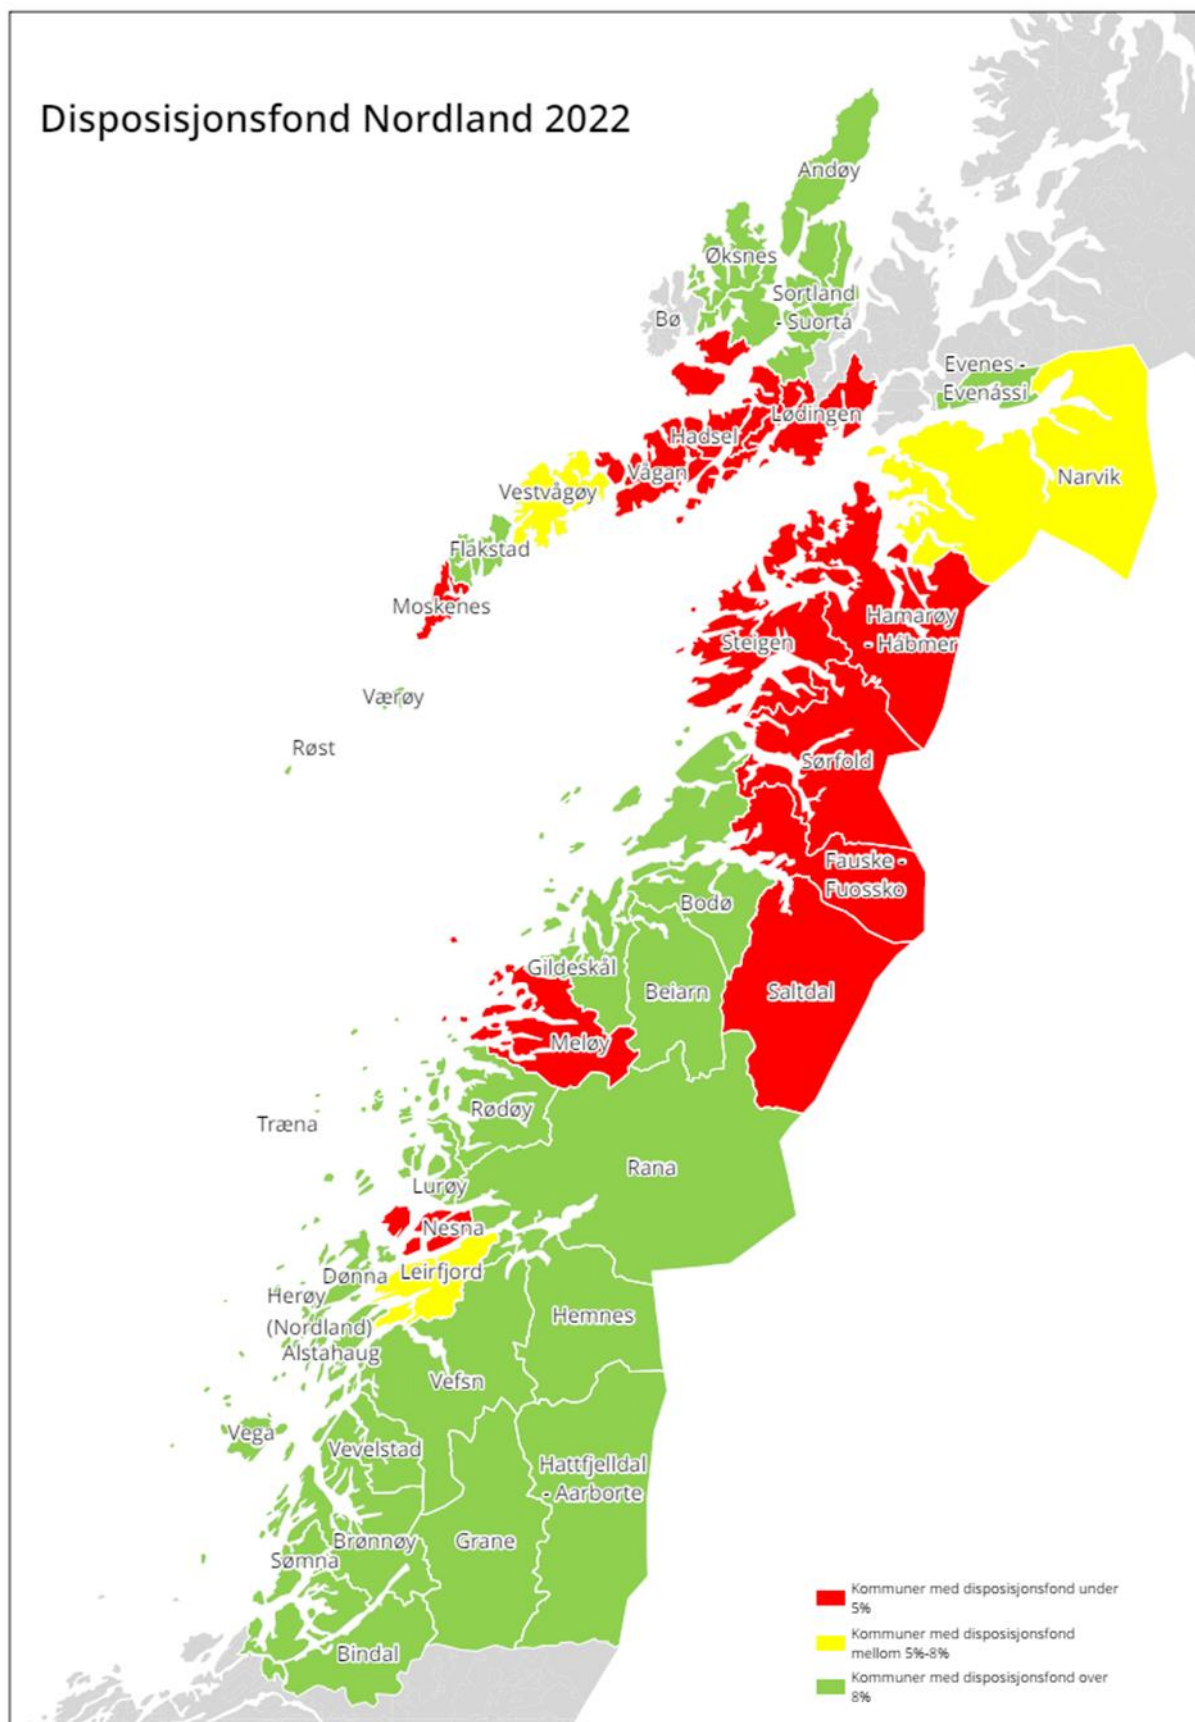 Disposisjonsfond Nordland 2022
Andøy
Øksnes
Sortland
- Suortá
Bø
Evenes -
Evenássi
Lødingen
Hadsel
Vågan
Narvik
Vestvågøy
Flakstad
Moskenes
Hamarøy
- Hábmer
Steigen
Værøy
Røst
Sørfold
Fauske -
Fuossko
Bodø
Gildeskål
Beiarn
Saltdal
Meløy
Rødøy
Træna
Rana
Lurøy
Nesna
Leirfjord
Dønna
Herøy
(Nordland)
Alstahaug
Hemnes
Vefsn
Vega
Vevelstad
Hattfjelldal
- Aarborte
Brønnøy
Grane
Sømna
Bindal
Kommuner med disposisjonsfond under
5%
Kommuner med disposisjonsfond
mellom 5%-8%
Kommuner med disposisjonsfond over
8%